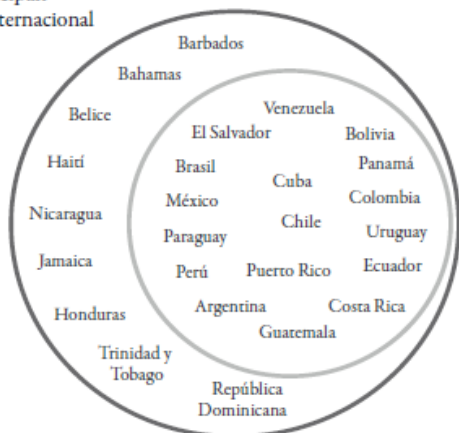 ternacional
Barbados
Bahamas
Venezuela
Belice
El Salvador
Bolivia
Haití
Brasil
Panamá
Cuba
México
Colombia
Nicaragua
Chile
Paraguay
Uruguay
Jamaica
Perú
Puerto Rico
Ecuador
Argentina
Costa Rica
Honduras
Guatemala
Trinidad y
Tobago
República
Dominicana